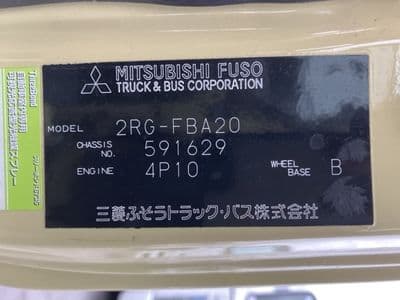 MITSUBISHI FUSO
TRUCK & BUS CORPORATION
MODEL 2RG-FBA20
CHASSIS NO. 591629
ENGINE 4P10 WHEEL BASE B
三菱ふそうトラック・バス株式会社